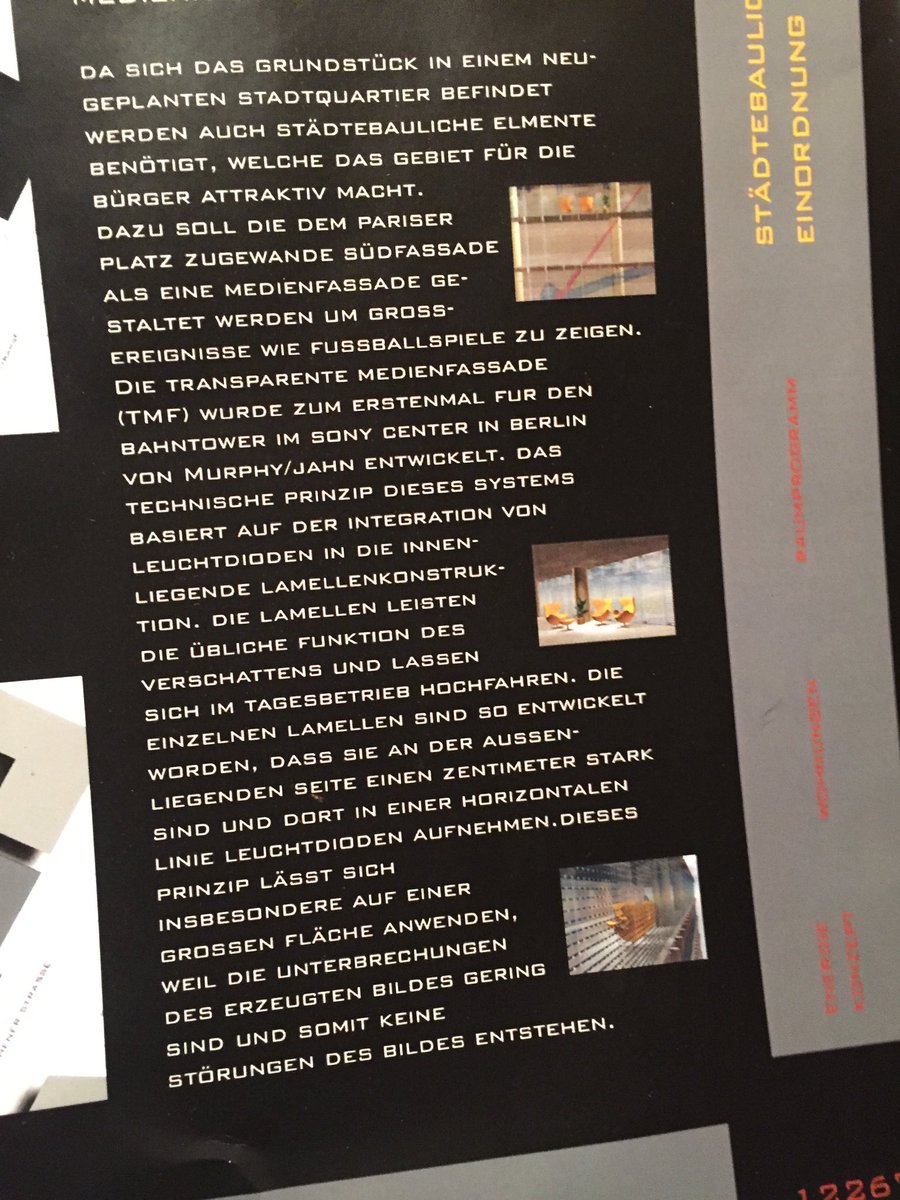 DA SICH DAS GRUNDSTÜCK IN EINEM NEU-
GEPLANTEN STADTQUARTIER BEFINDET
WERDEN AUCH STÄDTEBAULICHE ELMENTE
BENÖTIGT, WELCHE DAS GEBIET FÜR DIE
BÜRGER ATTRAKTIV MACHT.
DAZU SOLL DIE DEM PARISER
PLATZ ZUGEWANDE SÜDFASSADE
ALS EINE MEDIENFASSADE GE-
STALTET WERDEN UM GROSS-
EREIGNISSE WIE FUSSBALLSPIELE ZU ZEIGEN.
DIE TRANSPARENTE MEDIENFASSADE
(TMF) WURDE ZUM ERSTENMAL FUR DEN
BAHNTOWER IM SONY CENTER IN BERLIN
VON MURPHY/JAHN ENTWICKELT. DAS
TECHNISCHE PRINZIP DIESES SYSTEMS
BASIERT AUF DER INTEGRATION VON
LEUCHTDIODEN IN DIE INNEN-
LIEGENDE LAMELLENKONSTRUK-
TION. DIE LAMELLEN LEISTEN
DIE ÜBLICHE FUNKTION DES
VERSCHATTENS UND LASSEN
SICH IM TAGESBETRIEB HOCHFAHREN. DIE
EINZELNEN LAMELLEN SIND SO ENTWICKELT
WORDEN, DASS SIE AN DER AUSSEN-
LIEGENDEN SEITE EINEN ZENTIMETER STARK
SIND UND DORT IN EINER HORIZONTALEN
LINIE LEUCHTDIODEN AUFNEHMEN.DIESES
PRINZIP LÄSST SICH
INSBESONDERE AUF EINER
GROSSEN FLÄCHE ANWENDEN,
WEIL DIE UNTERBRECHUNGEN
DES ERZEUGTEN BILDES GERING
SIND UND SOMIT KEINE
STÖRUNGEN DES BILDES ENTSTEHEN.
STÄDTEBAULIC
EINORDNUNG
RAUMPROGRAMM
WOHNUNGEN
ENERGIE
KONZEPT
STRASSE